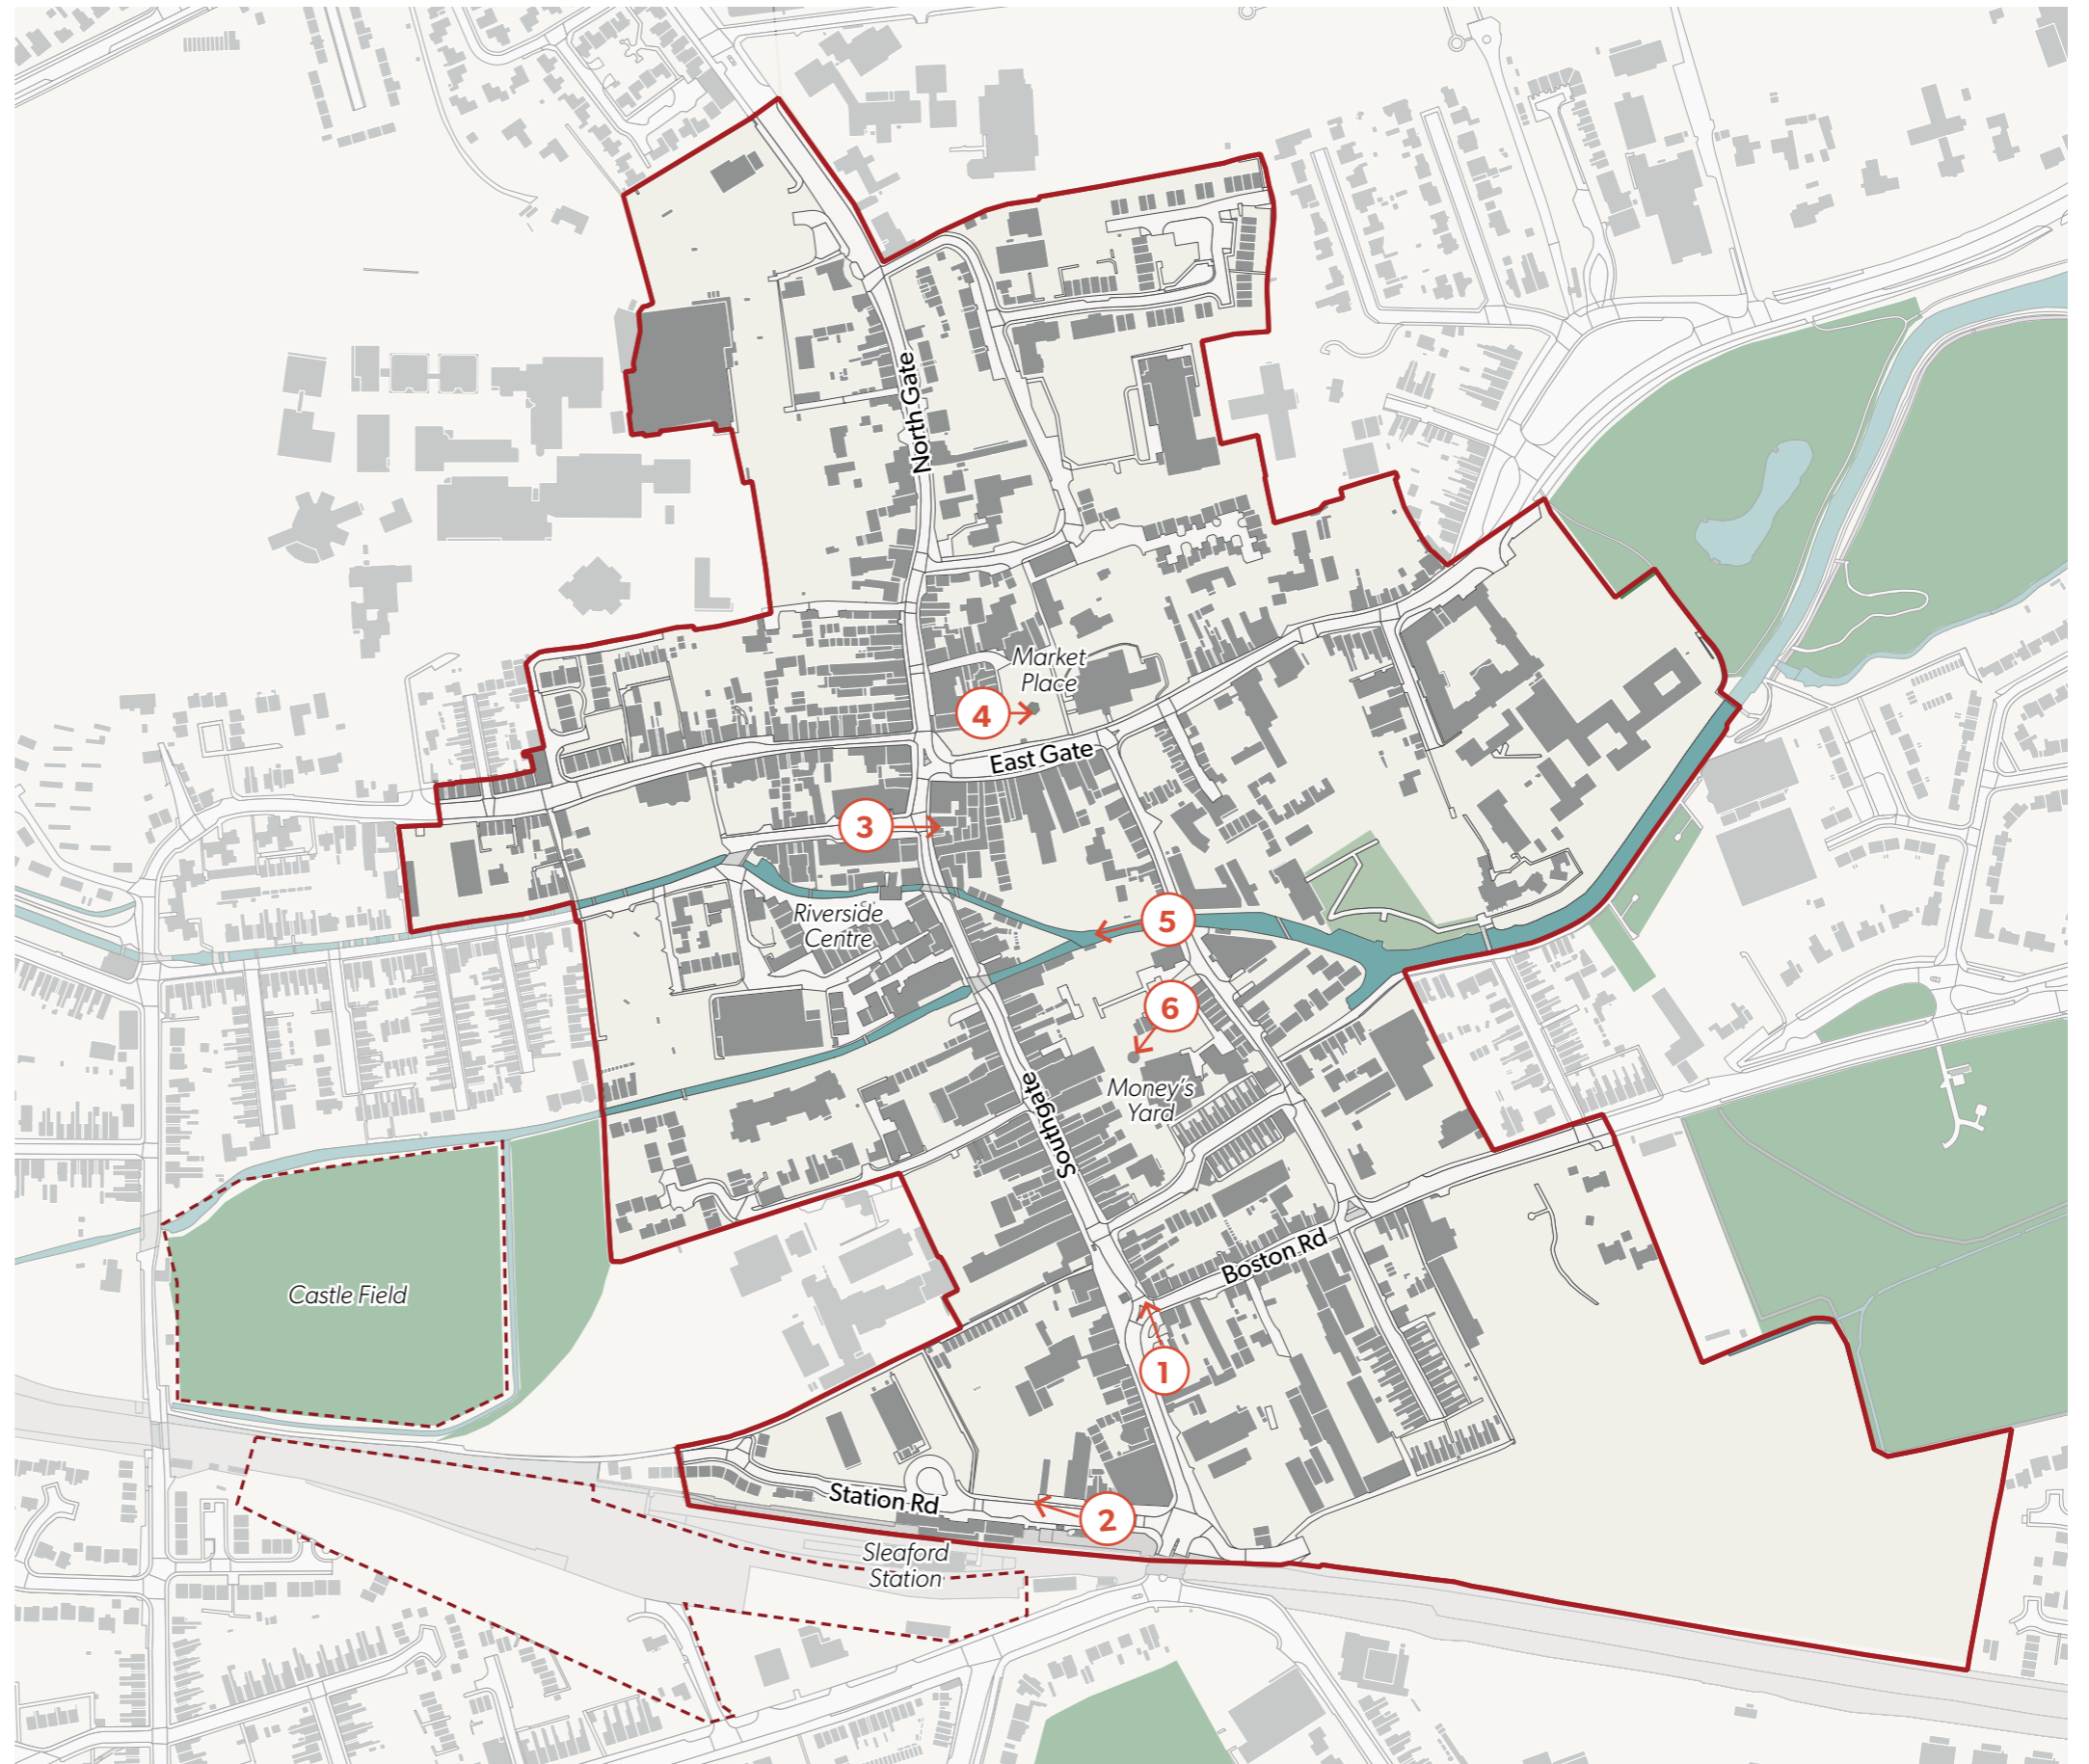 North Gate
Market
Place
4
East Gate
3
Riverside
Centre
5
6
Money's
Yard
Southgate
Boston Rd
Castle Field
1
Station Rd
2
Sleaford
Station